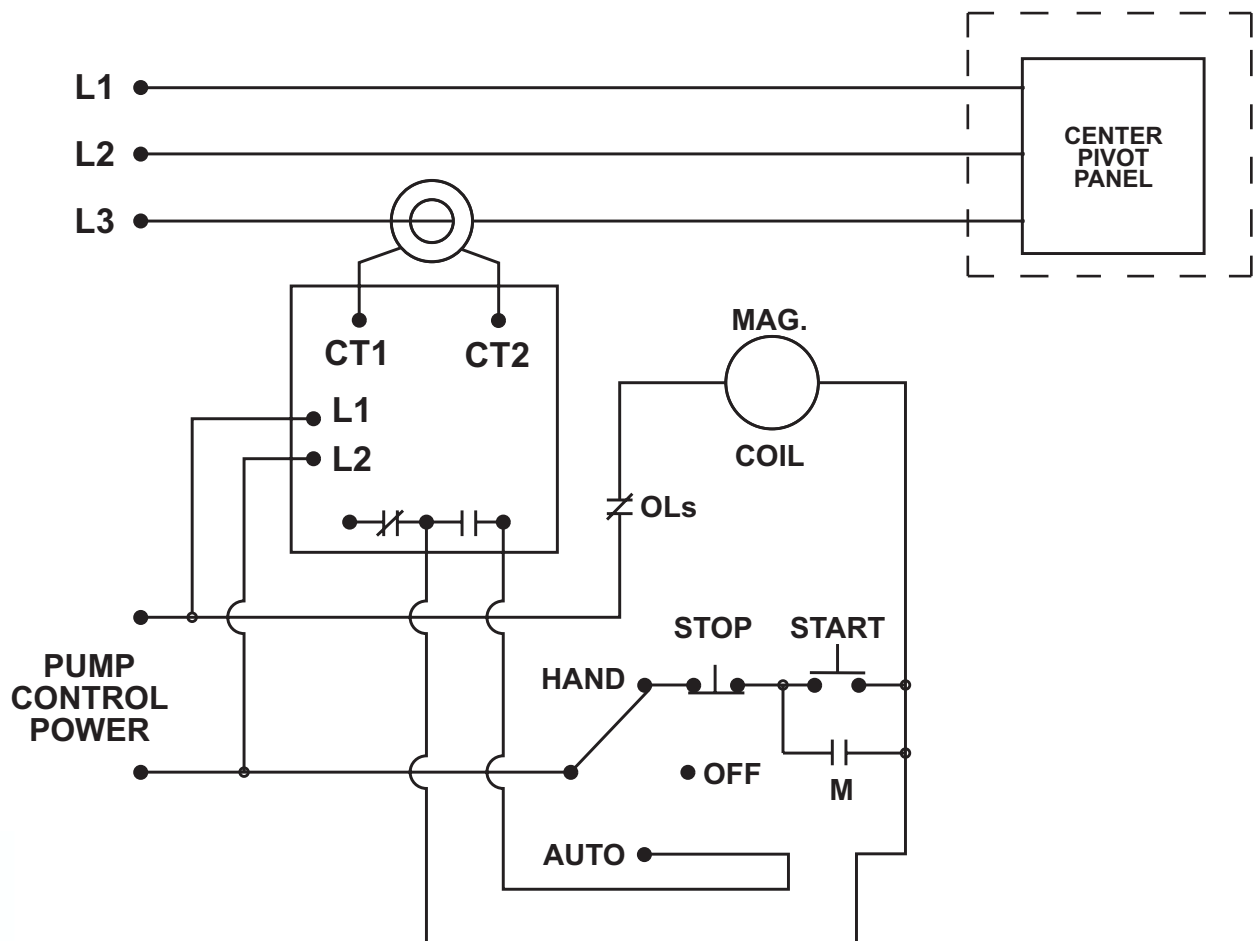 L1
L2
L3
CENTER
PIVOT
PANEL
CT1
CT2
MAG.
COIL
L1
L2
OLs
PUMP
CONTROL
POWER
STOP
START
HAND
OFF
M
AUTO